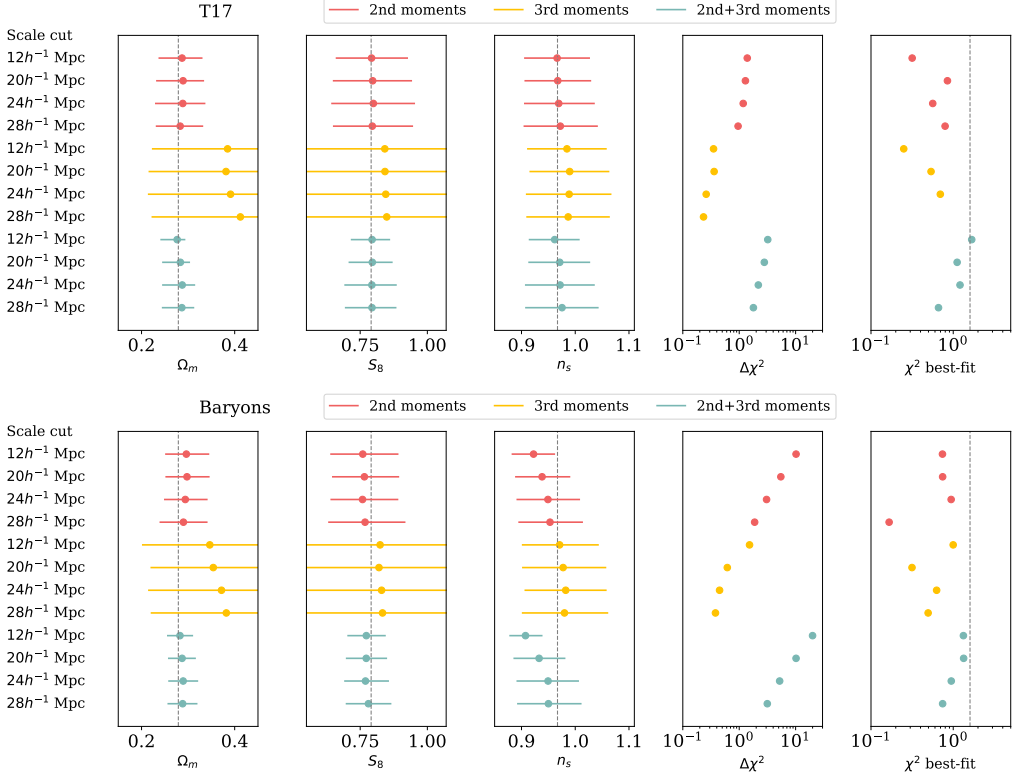 T17
2nd moments 3rd moments 2nd+3rd moments
Scale cut
12h⁻¹ Mpc
20h⁻¹ Mpc
24h⁻¹ Mpc
28h⁻¹ Mpc
12h⁻¹ Mpc
20h⁻¹ Mpc
24h⁻¹ Mpc
28h⁻¹ Mpc
12h⁻¹ Mpc
20h⁻¹ Mpc
24h⁻¹ Mpc
28h⁻¹ Mpc
0.2 0.4 0.75 1.00 0.9 1.0 1.1 10⁻¹ 10⁰ 10¹ 10⁻¹ 10⁰
Ωₘ S₈ nₛ Δχ² χ² best-fit
Baryons
2nd moments 3rd moments 2nd+3rd moments
Scale cut
12h⁻¹ Mpc
20h⁻¹ Mpc
24h⁻¹ Mpc
28h⁻¹ Mpc
12h⁻¹ Mpc
20h⁻¹ Mpc
24h⁻¹ Mpc
28h⁻¹ Mpc
12h⁻¹ Mpc
20h⁻¹ Mpc
24h⁻¹ Mpc
28h⁻¹ Mpc
0.2 0.4 0.75 1.00 0.9 1.0 1.1 10⁻¹ 10⁰ 10¹ 10⁻¹ 10⁰
Ωₘ S₈ nₛ Δχ² χ² best-fit